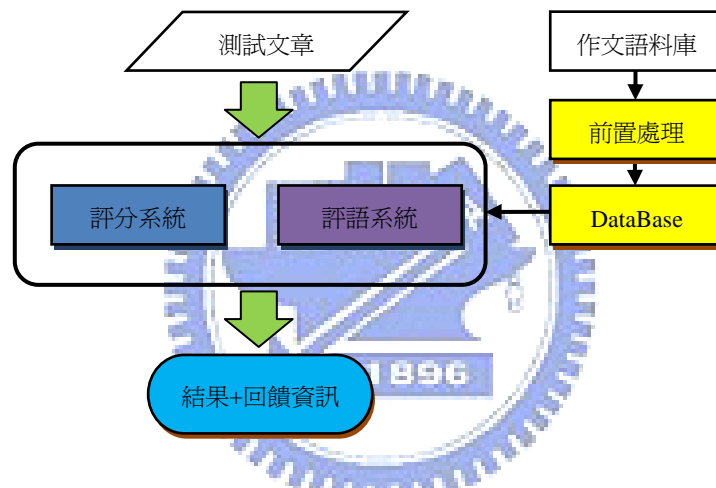 測試文章
作文語料庫
前置處理
評分系統
評語系統
DataBase
結果+回饋資訊
1896